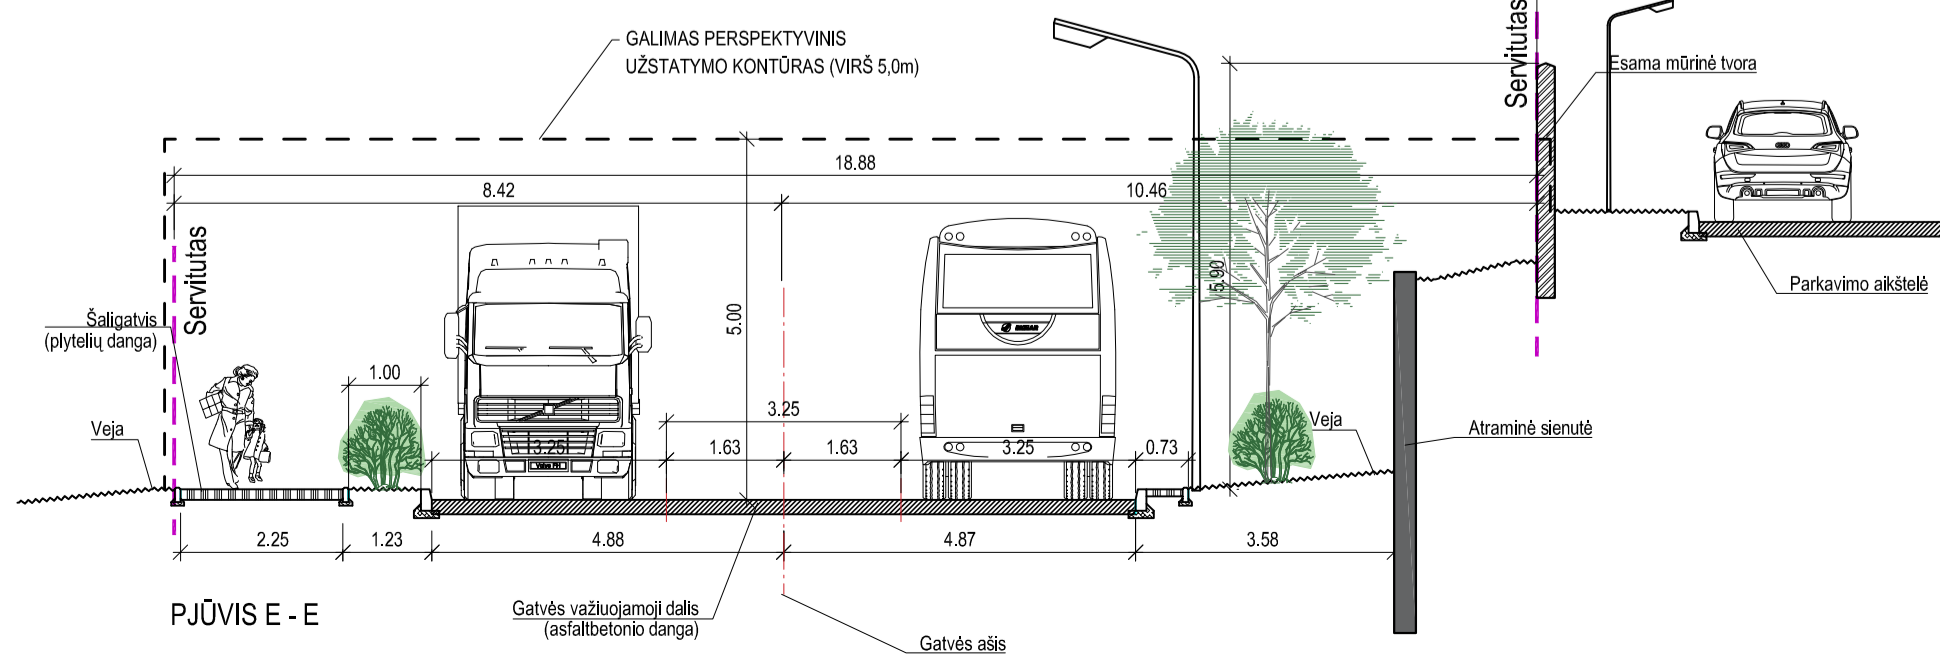 GALIMAS PERSPEKTYVINIS
UŽSTATYMO KONTŪRAS (VIRŠ 5,0m)
Servitutas
Esama mūrinė tvora
18.88
8.42
10.46
Servitutas
5.00
5.90
Parkavimo aikštelė
Šaligatvis
(plytelių danga)
1.00
3.25
Veja
Veja
Atraminė sienutė
3.25
1.63
1.63
3.25
0.73
2.25
1.23
4.88
4.87
3.58
PJŪVIS E - E
Gatvės važiuojamoji dalis
(asfaltbetonio danga)
Gatvės ašis